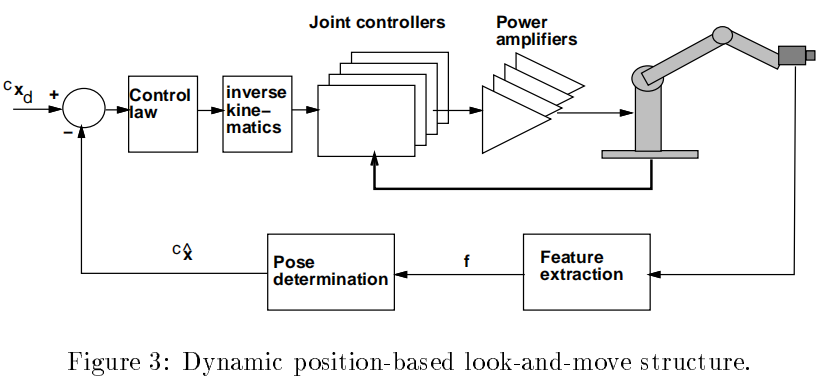 Joint controllers
Power
amplifiers
c x d
+
−
Control
law
inverse
kine−
matics
c x̂
Pose
determination
f
Feature
extraction
Figure 3: Dynamic position-based look-and-move structure.